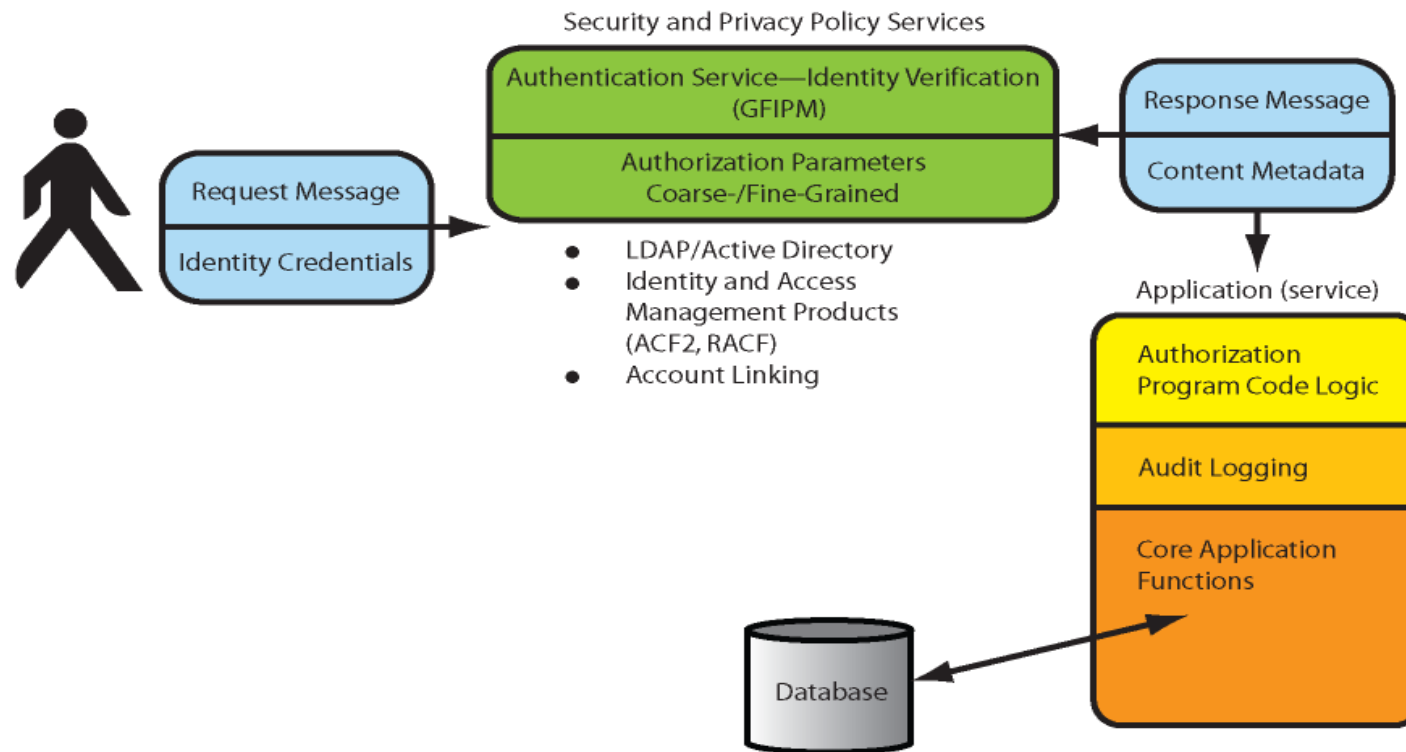 Security and Privacy Policy Services
Authentication Service—Identity Verification
(GFIPM)
Authorization Parameters
Coarse-/Fine-Grained
Request Message
Identity Credentials
● LDAP/Active Directory
● Identity and Access
Management Products
(ACF2, RACF)
● Account Linking
Response Message
Content Metadata
Application (service)
Authorization
Program Code Logic
Audit Logging
Core Application
Functions
Database